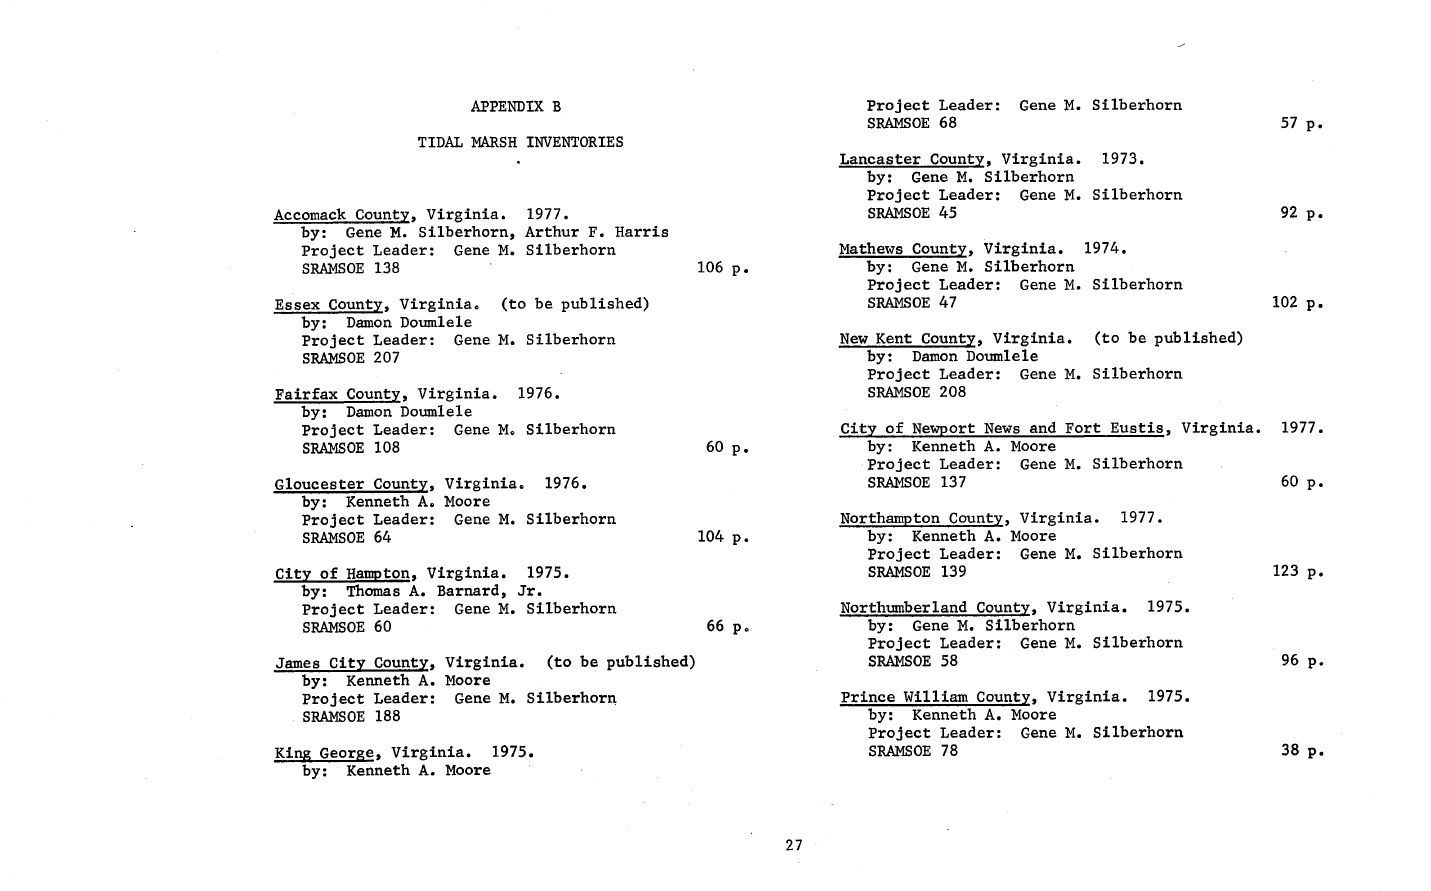 APPENDIX B
TIDAL MARSH INVENTORIES
Accomack County, Virginia. 1977.
by: Gene M. Silberhorn, Arthur F. Harris
Project Leader: Gene M. Silberhorn
SRAMSOE 138 106 p.
Essex County, Virginia. (to be published)
by: Damon Doumlele
Project Leader: Gene M. Silberhorn
SRAMSOE 207
Fairfax County, Virginia. 1976.
by: Damon Doumlele
Project Leader: Gene M. Silberhorn
SRAMSOE 108 60 p.
Gloucester County, Virginia. 1976.
by: Kenneth A. Moore
Project Leader: Gene M. Silberhorn
SRAMSOE 64 104 p.
City of Hampton, Virginia. 1975.
by: Thomas A. Barnard, Jr.
Project Leader: Gene M. Silberhorn
SRAMSOE 60 66 p.
James City County, Virginia. (to be published)
by: Kenneth A. Moore
Project Leader: Gene M. Silberhorn
SRAMSOE 188
King George, Virginia. 1975.
by: Kenneth A. Moore
Project Leader: Gene M. Silberhorn
SRAMSOE 68 57 p.
Lancaster County, Virginia. 1973.
by: Gene M. Silberhorn
Project Leader: Gene M. Silberhorn
SRAMSOE 45 92 p.
Mathews County, Virginia. 1974.
by: Gene M. Silberhorn
Project Leader: Gene M. Silberhorn
SRAMSOE 47 102 p.
New Kent County, Virginia. (to be published)
by: Damon Doumlele
Project Leader: Gene M. Silberhorn
SRAMSOE 208
City of Newport News and Fort Eustis, Virginia. 1977.
by: Kenneth A. Moore
Project Leader: Gene M. Silberhorn
SRAMSOE 137 60 p.
Northampton County, Virginia. 1977.
by: Kenneth A. Moore
Project Leader: Gene M. Silberhorn
SRAMSOE 139 123 p.
Northumberland County, Virginia. 1975.
by: Gene M. Silberhorn
Project Leader: Gene M. Silberhorn
SRAMSOE 58 96 p.
Prince William County, Virginia. 1975.
by: Kenneth A. Moore
Project Leader: Gene M. Silberhorn
SRAMSOE 78 38 p.
27